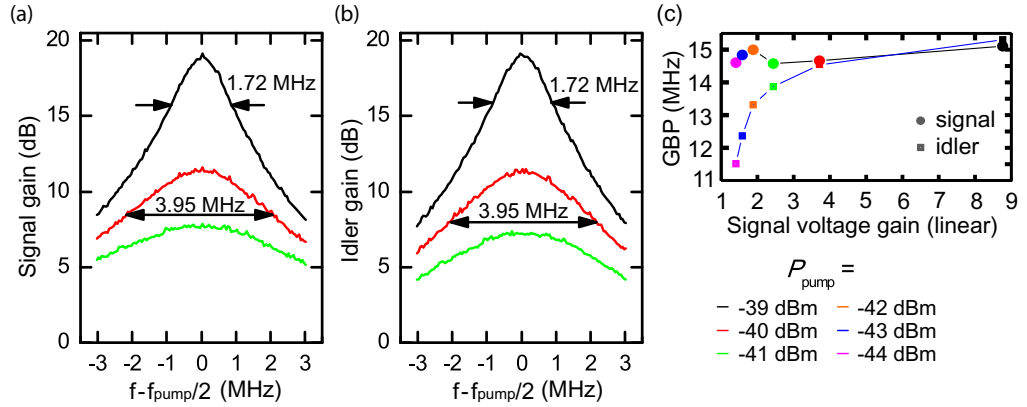 (a)
20
15
10
5
0
Signal gain (dB)
1.72 MHz
3.95 MHz
-3 -2 -1 0 1 2 3
f-fpump/2 (MHz)
(b)
20
15
10
5
0
Idler gain (dB)
1.72 MHz
3.95 MHz
-3 -2 -1 0 1 2 3
f-fpump/2 (MHz)
(c)
15
14
13
12
11
GBP (MHz)
signal
idler
1 2 3 4 5 6 7 8 9
Signal voltage gain (linear)
Ppump =
-39 dBm
-40 dBm
-41 dBm
-42 dBm
-43 dBm
-44 dBm